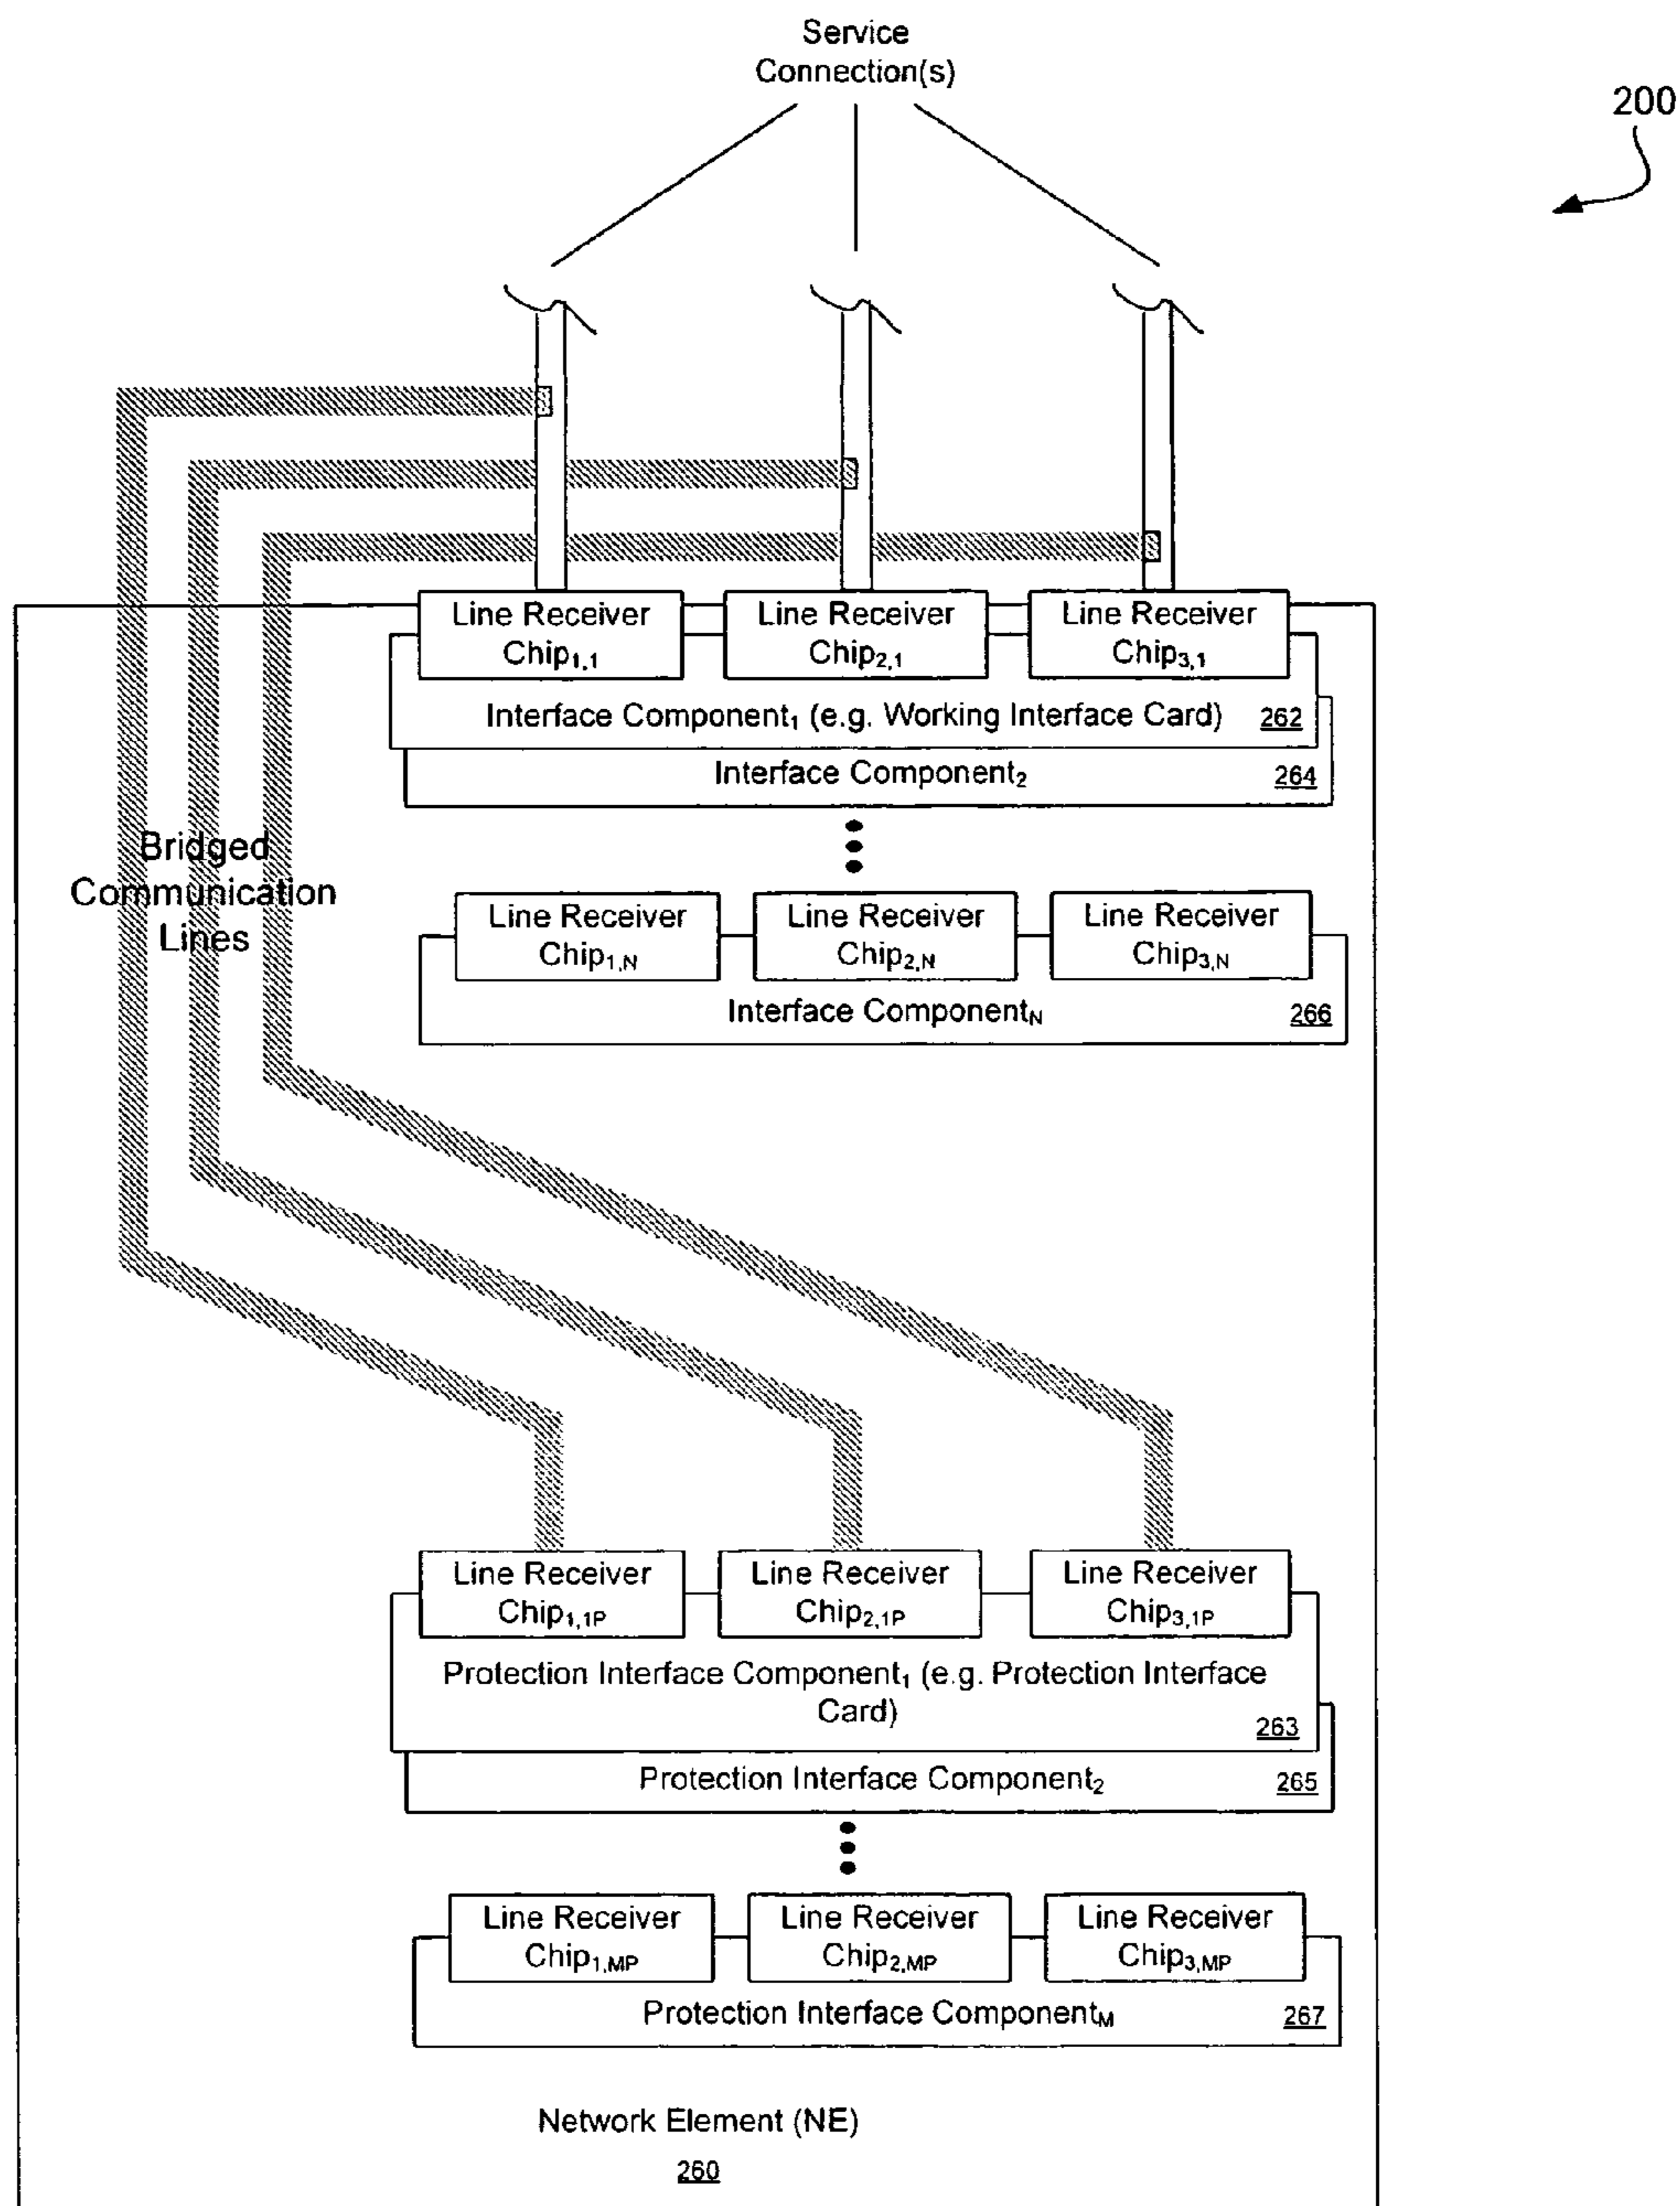 Service
Connection(s)
200
Line Receiver
Chip1,1
Line Receiver
Chip2,1
Line Receiver
Chip3,1
Interface Component1 (e.g. Working Interface Card)
262
Interface Component2
264
Bridged
Communication
Lines
Line Receiver
Chip1,N
Line Receiver
Chip2,N
Line Receiver
Chip3,N
Interface ComponentN
266
Line Receiver
Chip1,1P
Line Receiver
Chip2,1P
Line Receiver
Chip3,1P
Protection Interface Component1 (e.g. Protection Interface
Card)
263
Protection Interface Component2
265
Line Receiver
Chip1,MP
Line Receiver
Chip2,MP
Line Receiver
Chip3,MP
Protection Interface ComponentM
267
Network Element (NE)
260